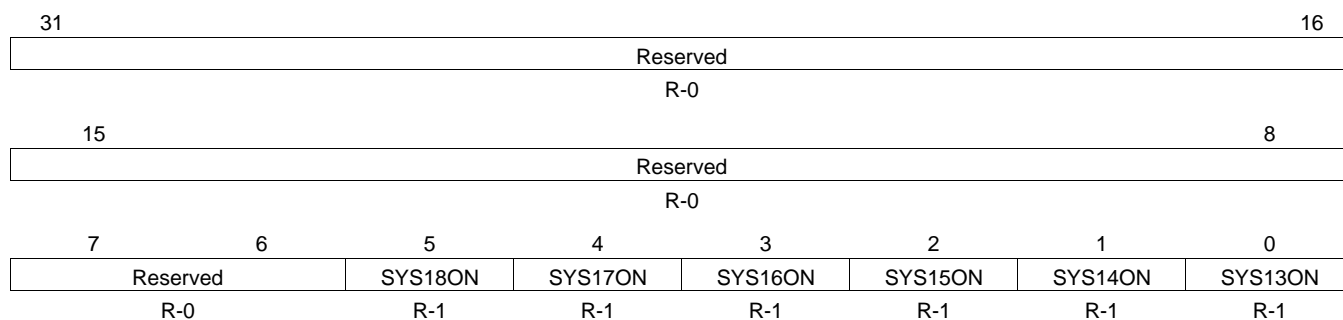 31 16
Reserved
R-0
15 8
Reserved
R-0
7 6 5 4 3 2 1 0
Reserved SYS18ON SYS17ON SYS16ON SYS15ON SYS14ON SYS13ON
R-0 R-1 R-1 R-1 R-1 R-1 R-1